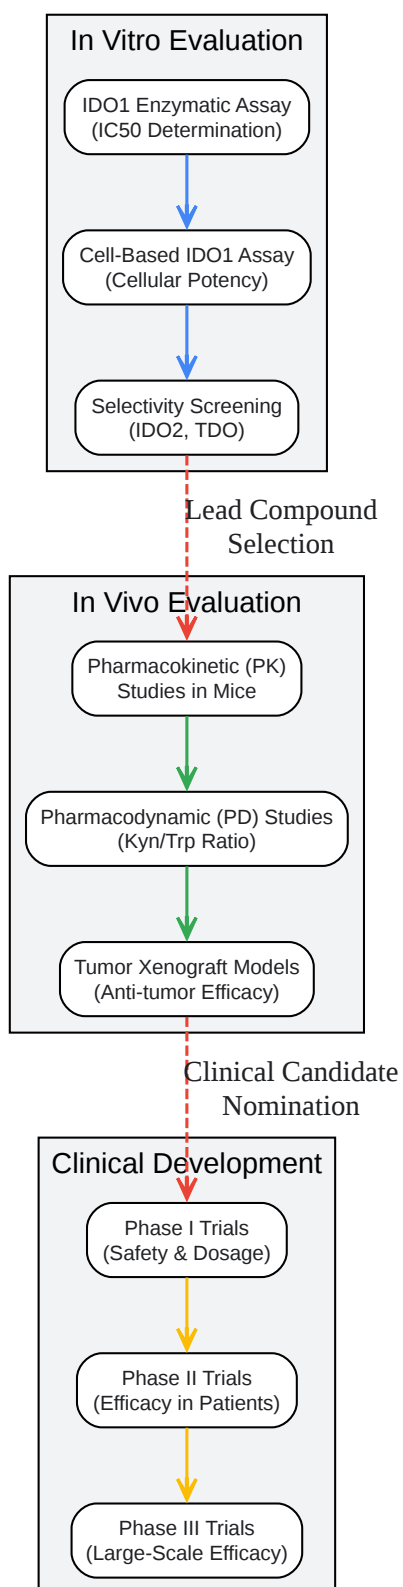 In Vitro Evaluation
IDO1 Enzymatic Assay
(IC50 Determination)
Cell-Based IDO1 Assay
(Cellular Potency)
Selectivity Screening
(IDO2, TDO)
Lead Compound
Selection
In Vivo Evaluation
Pharmacokinetic (PK)
Studies in Mice
Pharmacodynamic (PD) Studies
(Kyn/Trp Ratio)
Tumor Xenograft Models
(Anti-tumor Efficacy)
Clinical Candidate
Nomination
Clinical Development
Phase I Trials
(Safety & Dosage)
Phase II Trials
(Efficacy in Patients)
Phase III Trials
(Large-Scale Efficacy)